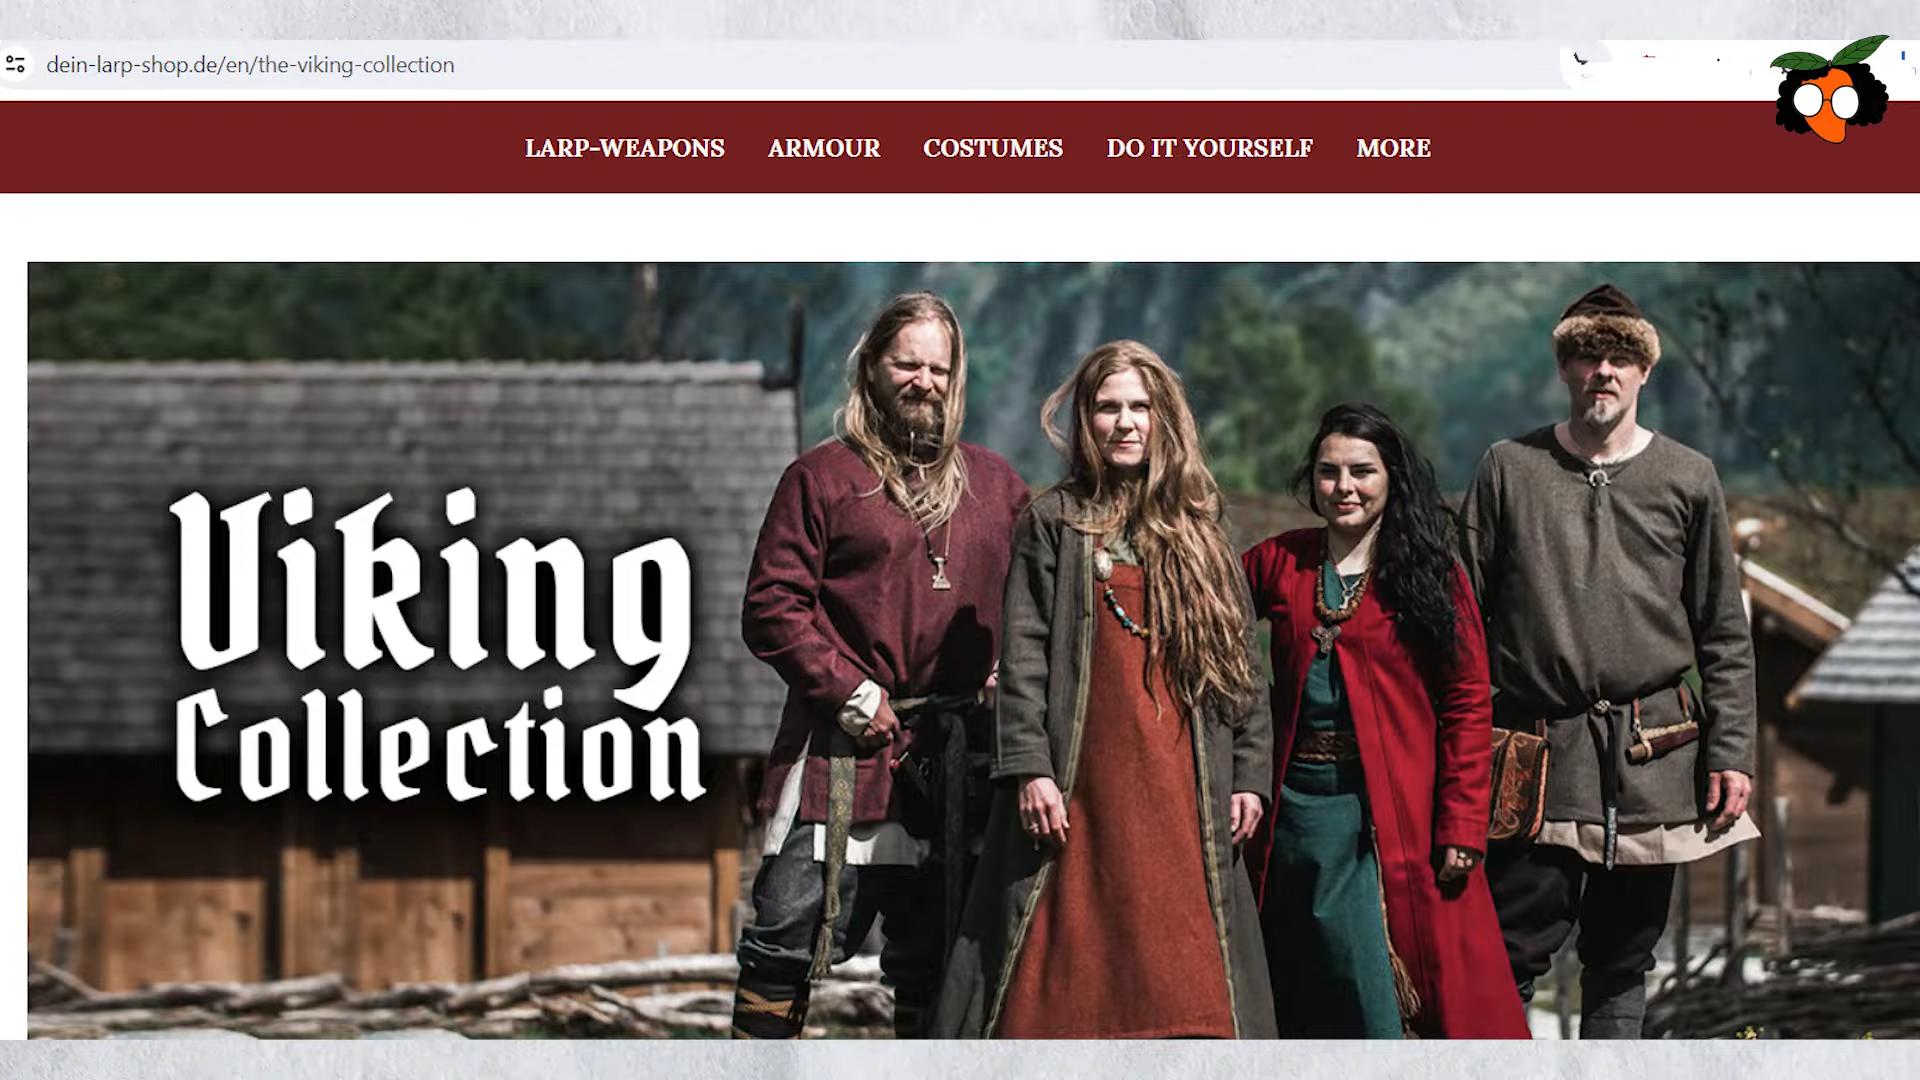 dein-larp-shop.de/en/the-viking-collection
LARP-WEAPONS ARMOUR COSTUMES DO IT YOURSELF MORE
Viking
Collection